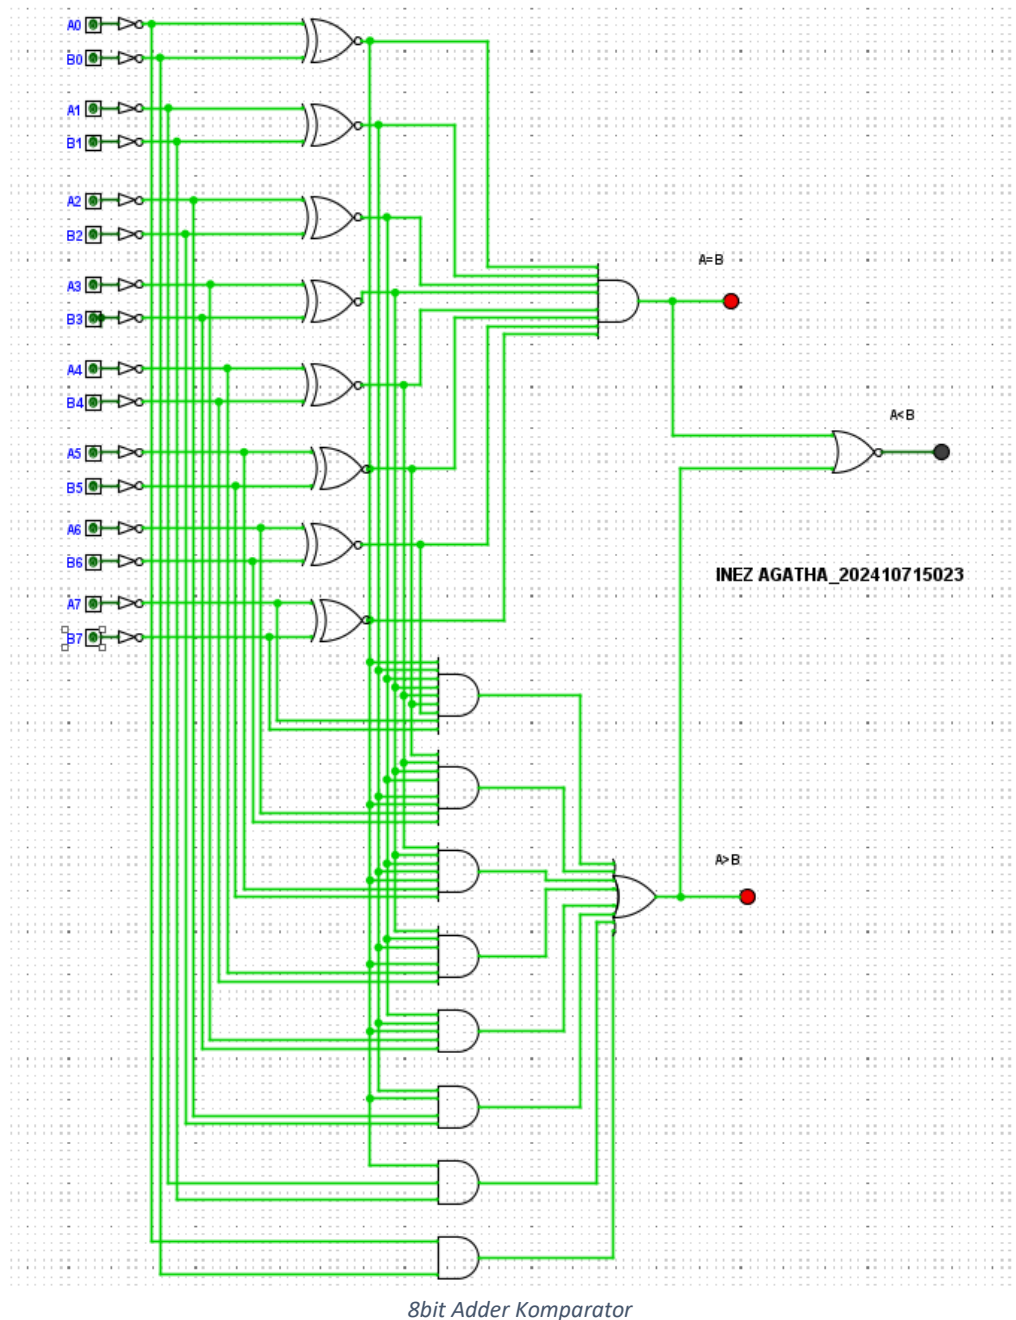 A0
B0
A1
B1
A2
B2
A3
B3
A4
B4
A5
B5
A6
B6
A7
B7
A=B
A<B
INEZ AGATHA_202410715023
A>B
8bit Adder Komparator